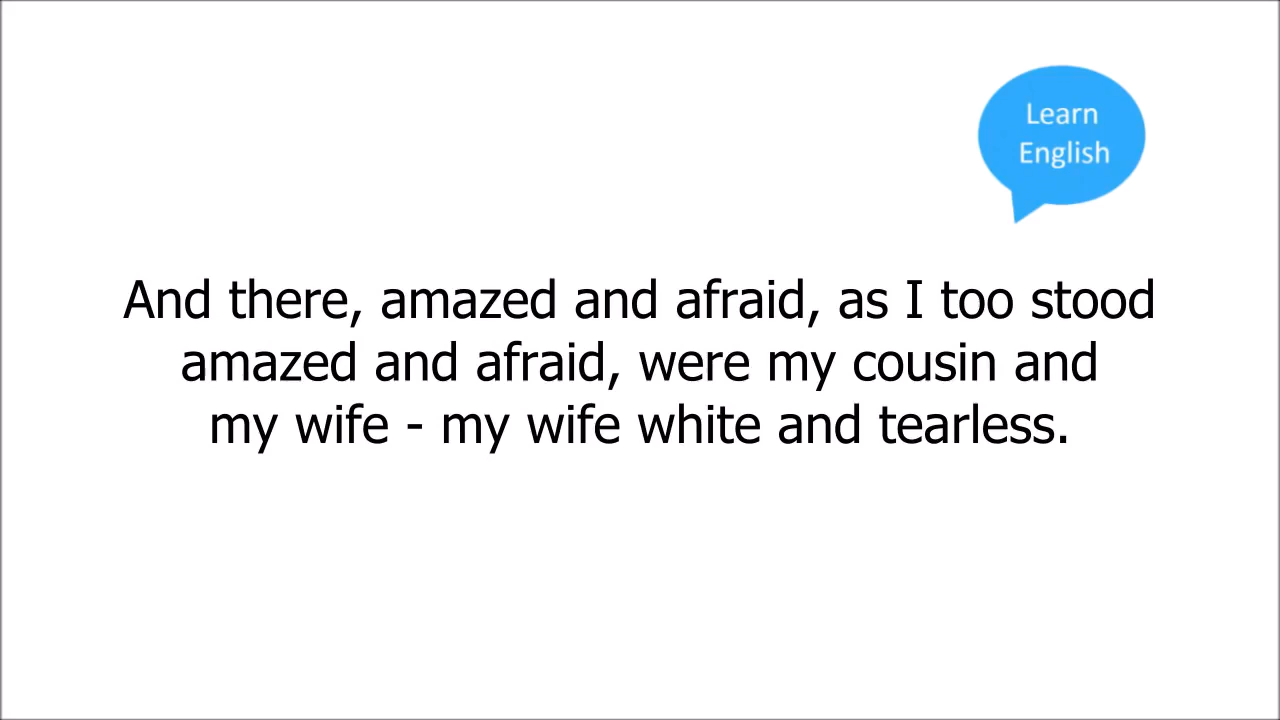 Learn
English
And there, amazed and afraid, as I too stood
amazed and afraid, were my cousin and
my wife - my wife white and tearless.